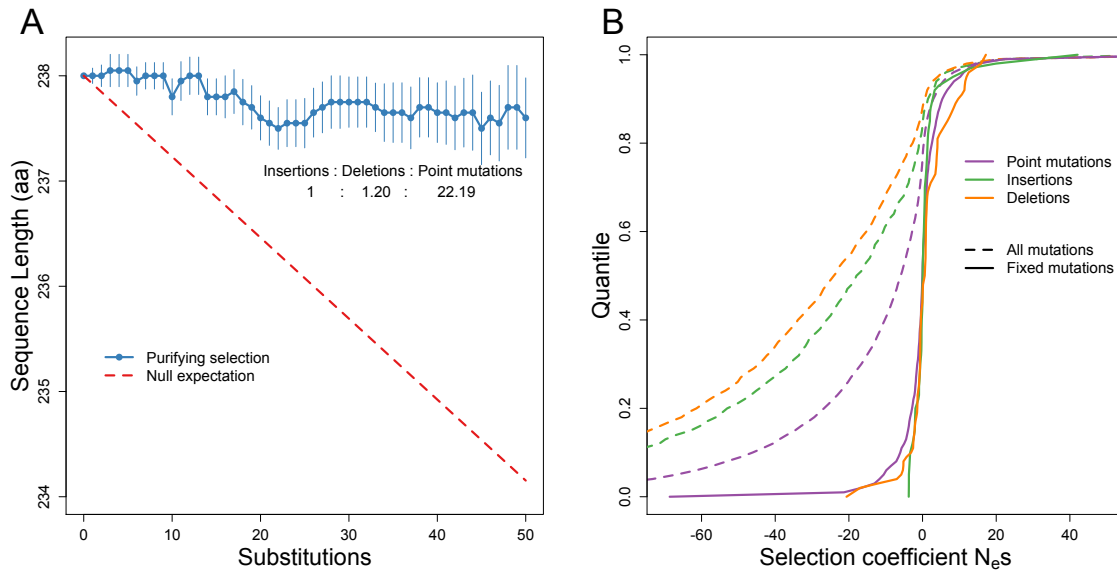 A
Sequence Length (aa)
238
237
236
235
234
Insertions : Deletions : Point mutations
1 : 1.20 : 22.19
Purifying selection
Null expectation
0 10 20 30 40 50
Substitutions
B
Quantile
1.0
0.8
0.6
0.4
0.2
0.0
Point mutations
Insertions
Deletions
All mutations
Fixed mutations
-60 -40 -20 0 20 40
Selection coefficient Nₑs